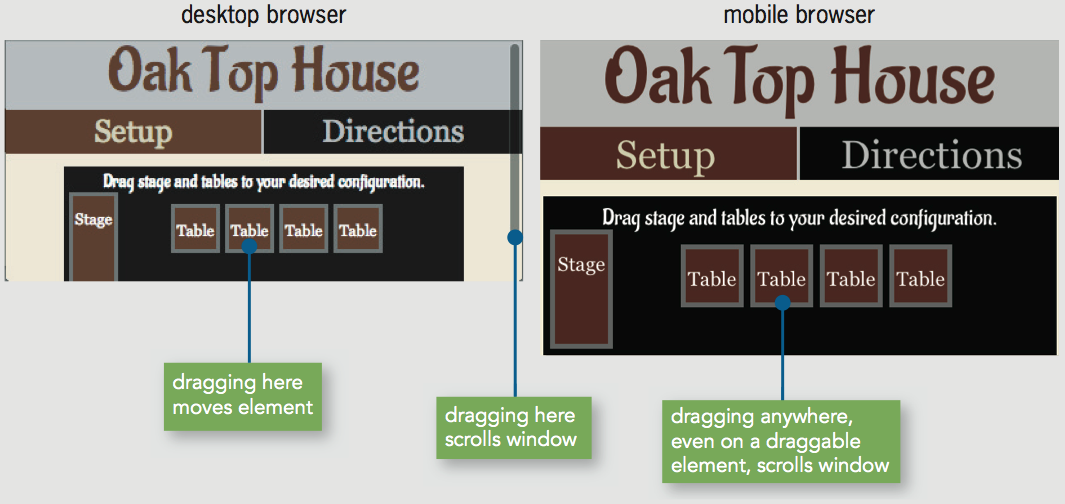 desktop browser
mobile browser
Oak Top House
Setup
Directions
Drag stage and tables to your desired configuration.
Stage
Table
Table
Table
Table
dragging here
moves element
dragging here
scrolls window
Oak Top House
Setup
Directions
Drag stage and tables to your desired configuration.
Stage
Table
Table
Table
Table
dragging anywhere,
even on a draggable
element, scrolls window